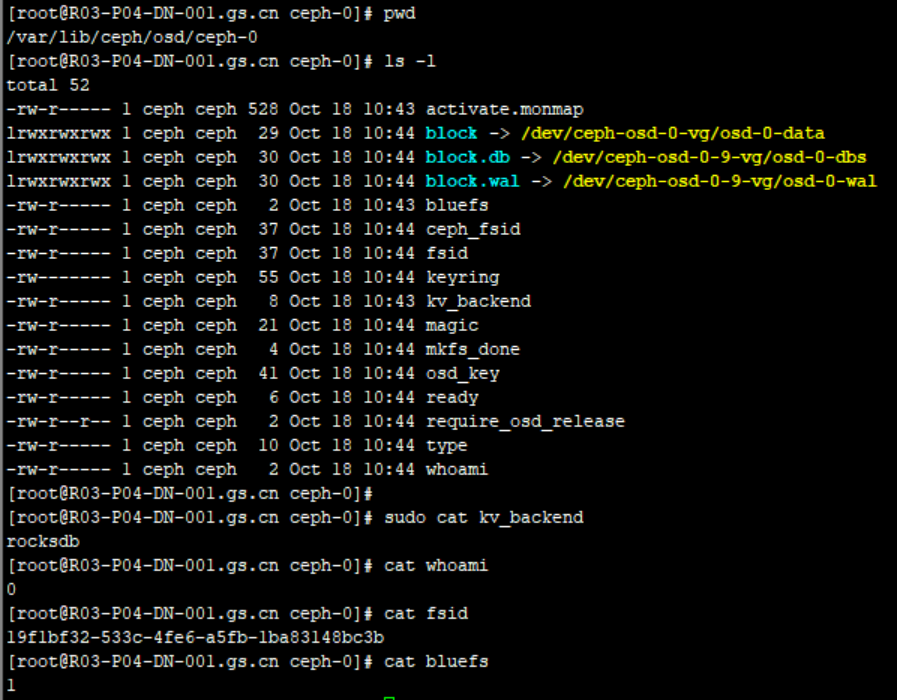 [root@R03-P04-DN-001.gs.cn ceph-0]# pwd
/var/lib/ceph/osd/ceph-0
[root@R03-P04-DN-001.gs.cn ceph-0]# ls -l
total 52
-rw-r----- 1 ceph ceph 528 Oct 18 10:43 activate.monmap
lrwxrwxrwx 1 ceph ceph  29 Oct 18 10:44 block -> /dev/ceph-osd-0-vg/osd-0-data
lrwxrwxrwx 1 ceph ceph  30 Oct 18 10:44 block.db -> /dev/ceph-osd-0-9-vg/osd-0-dbs
lrwxrwxrwx 1 ceph ceph  30 Oct 18 10:44 block.wal -> /dev/ceph-osd-0-9-vg/osd-0-wal
-rw-r----- 1 ceph ceph   2 Oct 18 10:43 bluefs
-rw-r----- 1 ceph ceph  37 Oct 18 10:44 ceph_fsid
-rw-r----- 1 ceph ceph  37 Oct 18 10:44 fsid
-rw------- 1 ceph ceph  55 Oct 18 10:44 keyring
-rw-r----- 1 ceph ceph   8 Oct 18 10:43 kv_backend
-rw-r----- 1 ceph ceph  21 Oct 18 10:44 magic
-rw-r----- 1 ceph ceph   4 Oct 18 10:44 mkfs_done
-rw-r----- 1 ceph ceph  41 Oct 18 10:44 osd_key
-rw-r----- 1 ceph ceph   6 Oct 18 10:44 ready
-rw-r--r-- 1 ceph ceph   2 Oct 18 10:44 require_osd_release
-rw-r----- 1 ceph ceph  10 Oct 18 10:44 type
-rw-r----- 1 ceph ceph   2 Oct 18 10:44 whoami
[root@R03-P04-DN-001.gs.cn ceph-0]#
[root@R03-P04-DN-001.gs.cn ceph-0]# sudo cat kv_backend
rocksdb
[root@R03-P04-DN-001.gs.cn ceph-0]# cat whoami
0
[root@R03-P04-DN-001.gs.cn ceph-0]# cat fsid
19f1bf32-533c-4fe6-a5fb-1ba83148bc3b
[root@R03-P04-DN-001.gs.cn ceph-0]# cat bluefs
1